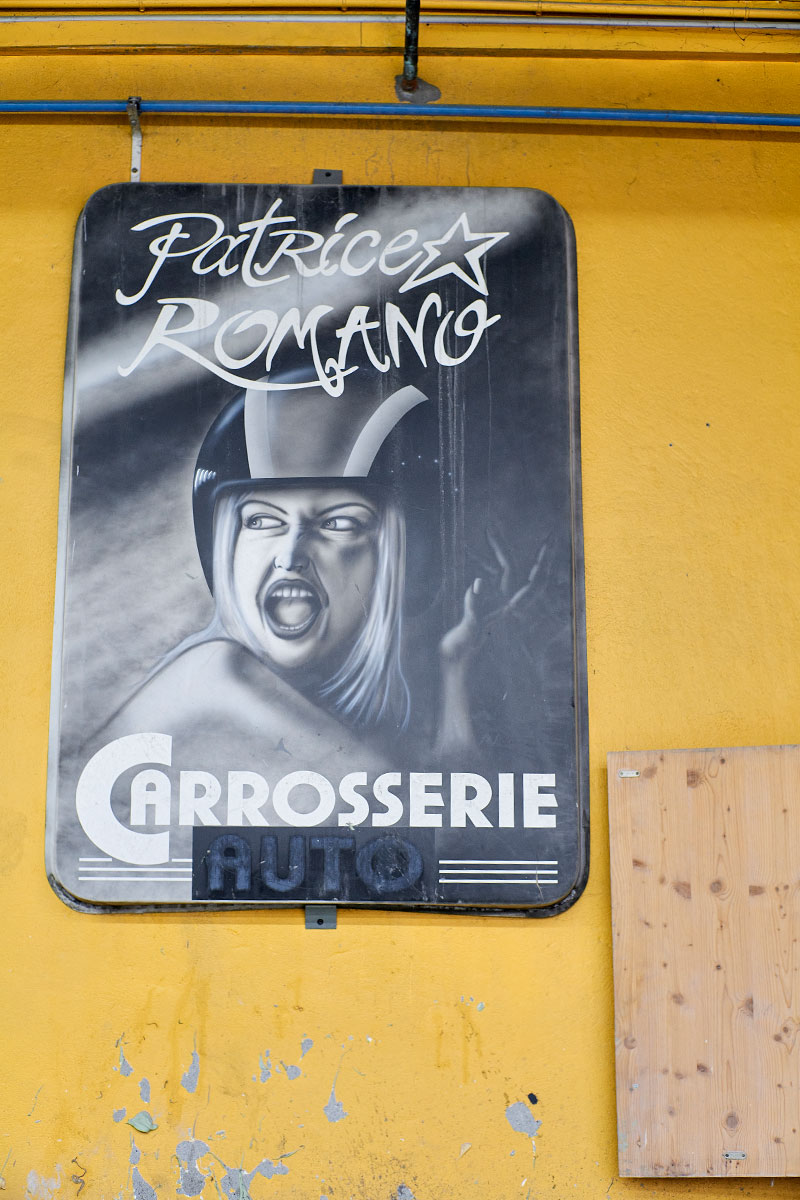 Patrice
ROMANO
CARROSSERIE
AUTO